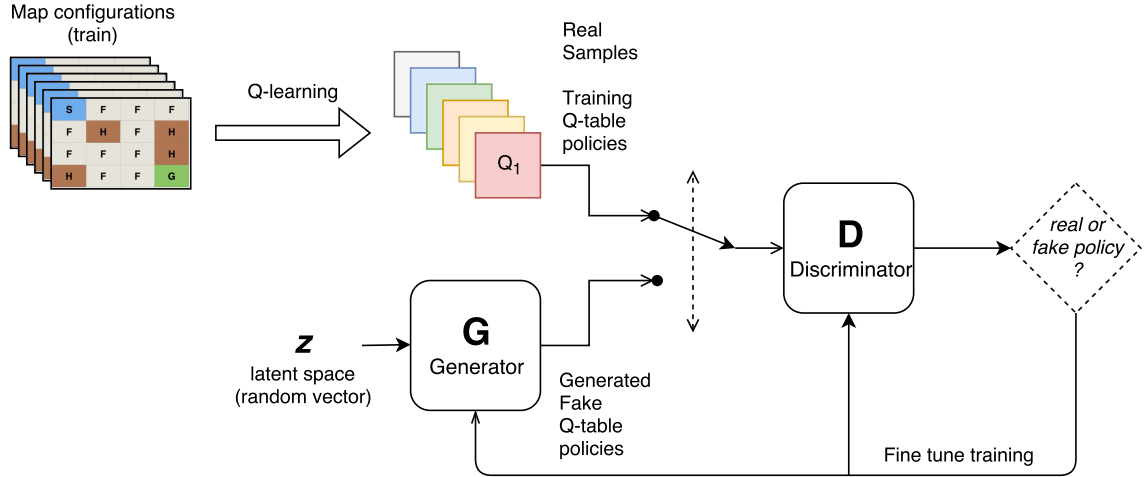 Map configurations
(train)
S F F F
F H F H
F F F H
H F F G
Q-learning
Q1
Real
Samples
Training
Q-table
policies
D
Discriminator
real or
fake policy
?
z
latent space
(random vector)
G
Generator
Generated
Fake
Q-table
policies
Fine tune training